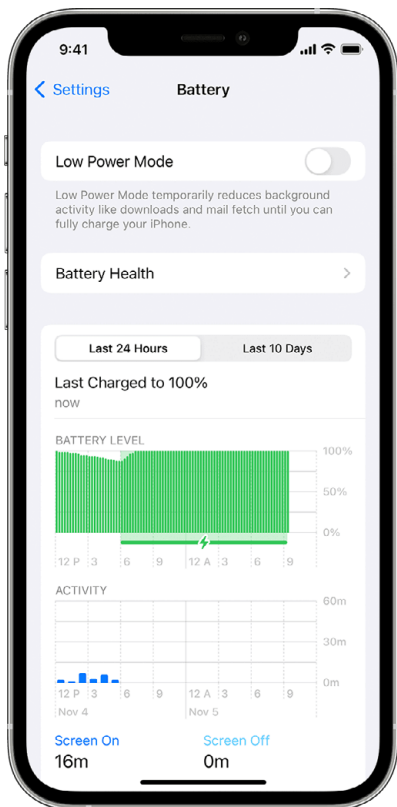 9:41
Settings
Battery
Low Power Mode
Low Power Mode temporarily reduces background
activity like downloads and mail fetch until you can
fully charge your iPhone.
Battery Health
Last 24 Hours
Last 10 Days
Last Charged to 100%
now
BATTERY LEVEL
100%
50%
0%
12 P 3 6 9 12 A 3 6 9
ACTIVITY
60m
30m
0m
12 P 3 6 9 12 A 3 6 9
Nov 4 Nov 5
Screen On Screen Off
16m 0m